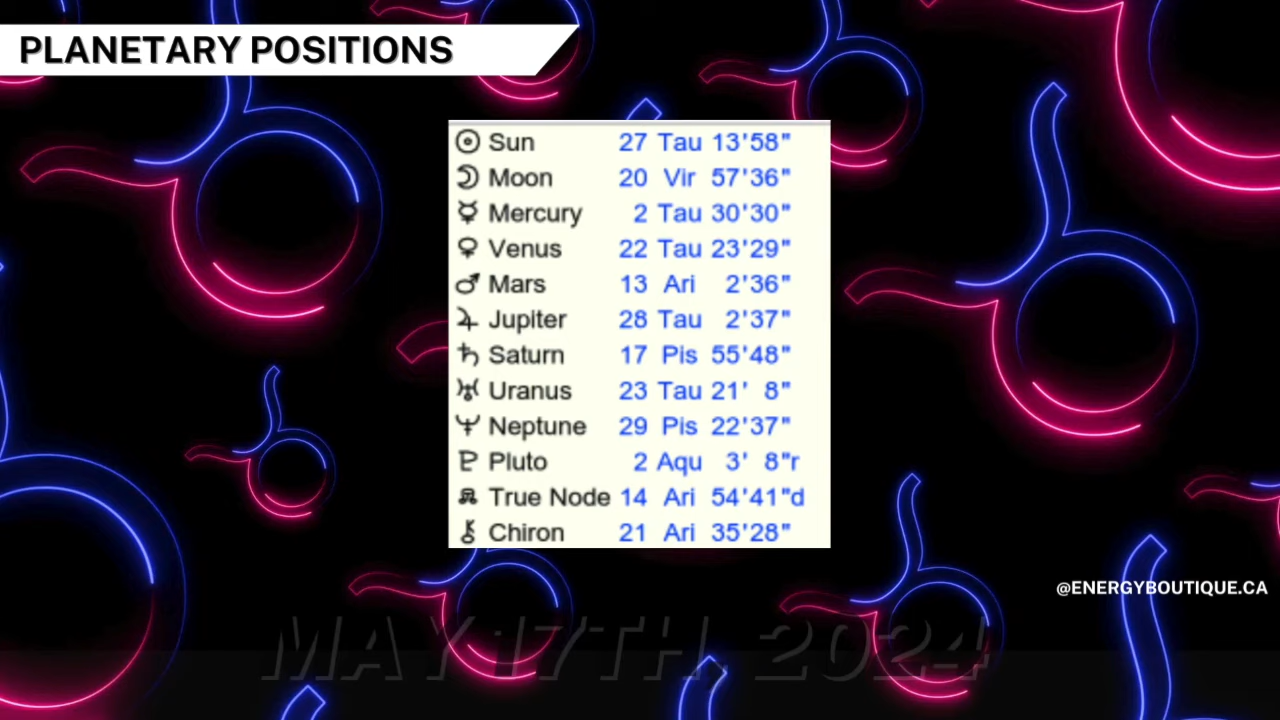 PLANETARY POSITIONS
Sun 27 Tau 13'58"
Moon 20 Vir 57'36"
Mercury 2 Tau 30'30"
Venus 22 Tau 23'29"
Mars 13 Ari 2'36"
Jupiter 28 Tau 2'37"
Saturn 17 Pis 55'48"
Uranus 23 Tau 21' 8"
Neptune 29 Pis 22'37"
Pluto 2 Aqu 3' 8"r
True Node 14 Ari 54'41"d
Chiron 21 Ari 35'28"
@ENERGYBOUTIQUE.CA
MAY 17TH, 2024